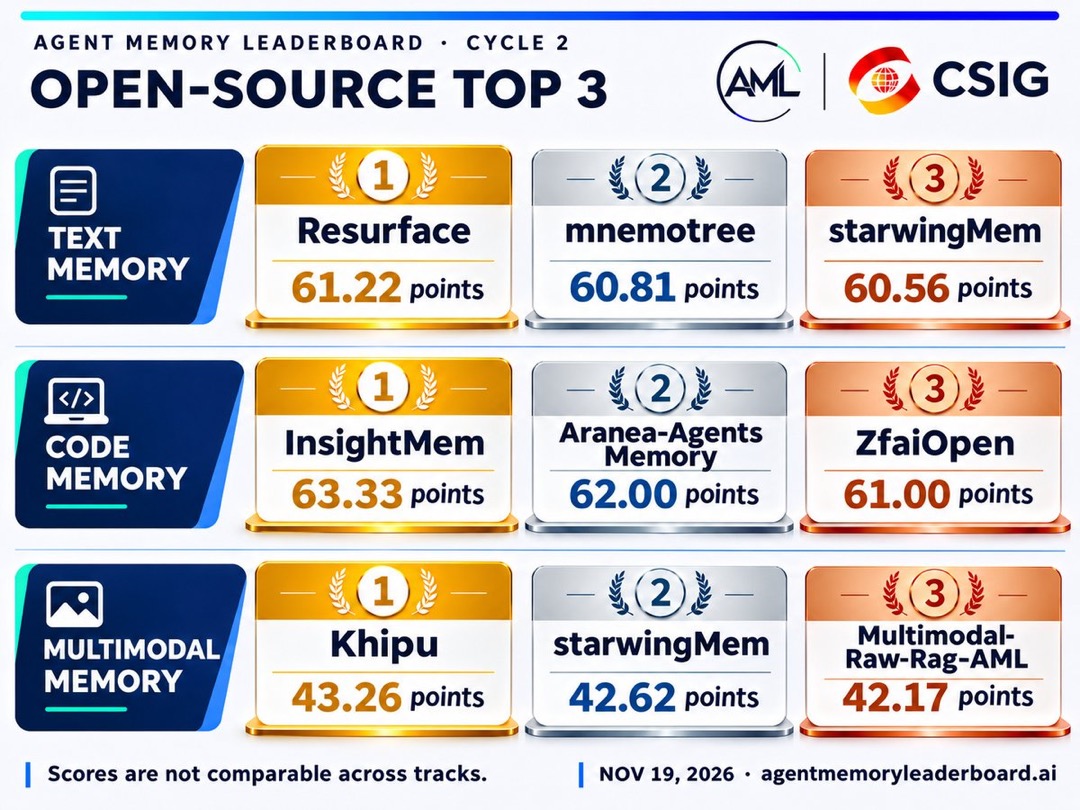 AGENT MEMORY LEADERBOARD · CYCLE 2
OPEN-SOURCE TOP 3
AML
CSIG
TEXT
MEMORY
1
Resurface
61.22 points
2
mnemotree
60.81 points
3
starwingMem
60.56 points
</>
CODE
MEMORY
1
InsightMem
63.33 points
2
Aranea-Agents
Memory
62.00 points
3
ZfaiOpen
61.00 points
MULTIMODAL
MEMORY
1
Khipu
43.26 points
2
starwingMem
42.62 points
3
Multimodal-
Raw-Rag-AML
42.17 points
Scores are not comparable across tracks.
NOV 19, 2026 · agentmemoryleaderboard.ai